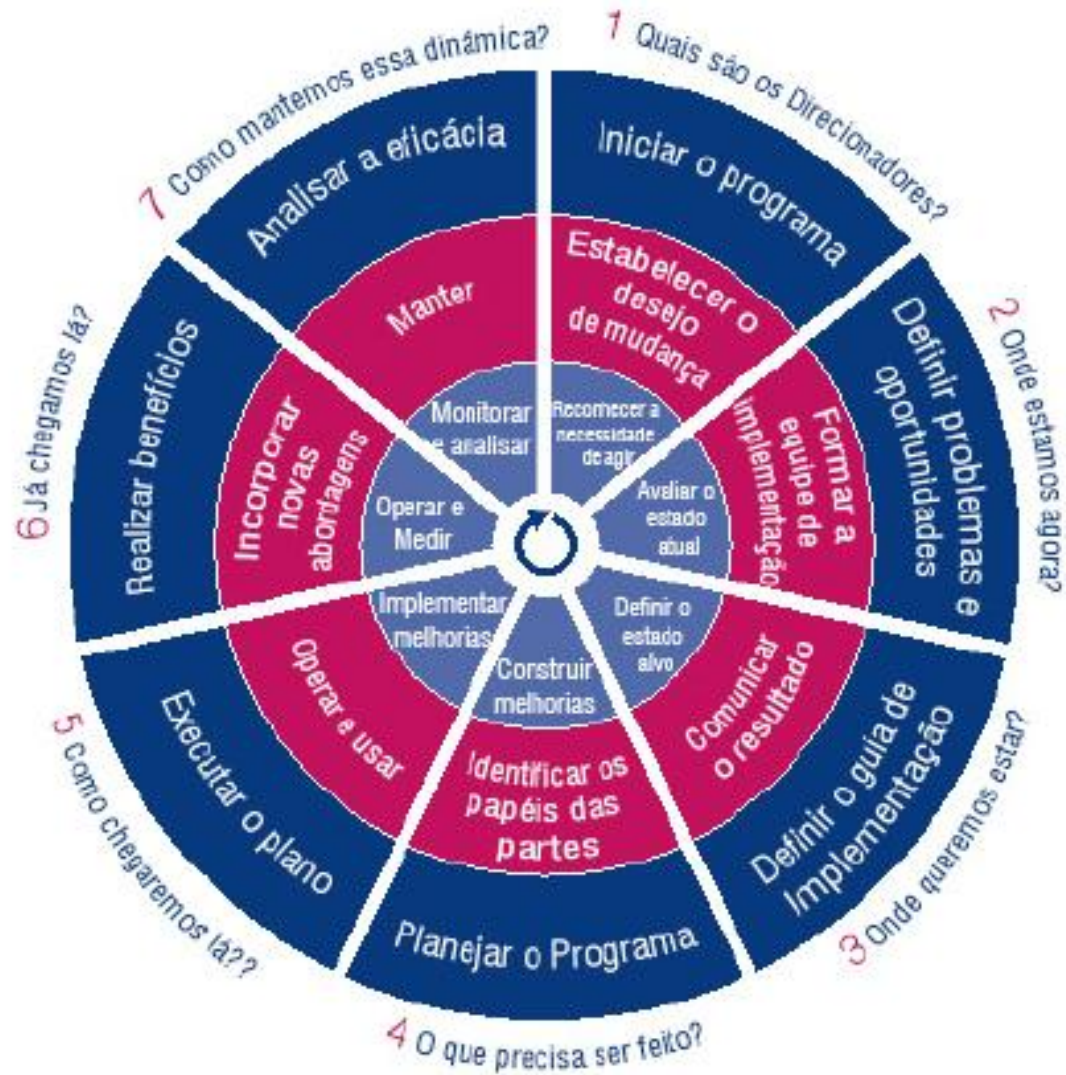 1 Quais são os Direcionadores?
Iniciar o programa
Estabelecer o
desejo
de mudança
Reconhecer a
necessidade
de agir
2 Onde estamos agora?
Definir problemas e
oportunidades
Formar a
equipe de
implementação
Avaliar o
estado
atual
3 Onde queremos estar?
Definir o guia de
Implementação
Comunicar
o resultado
Definir o
estado
alvo
4 O que precisa ser feito?
Planejar o Programa
Identificar os
papéis das
partes
Construir
melhorias
5 Como chegaremos lá??
Executar o plano
Operar e usar
Implementar
melhorias
6 Já chegamos lá?
Realizar benefícios
Incorporar
novas
abordagens
Operar e
Medir
7 Como mantemos essa dinâmica?
Analisar a eficácia
Manter
Monitorar
e analisar